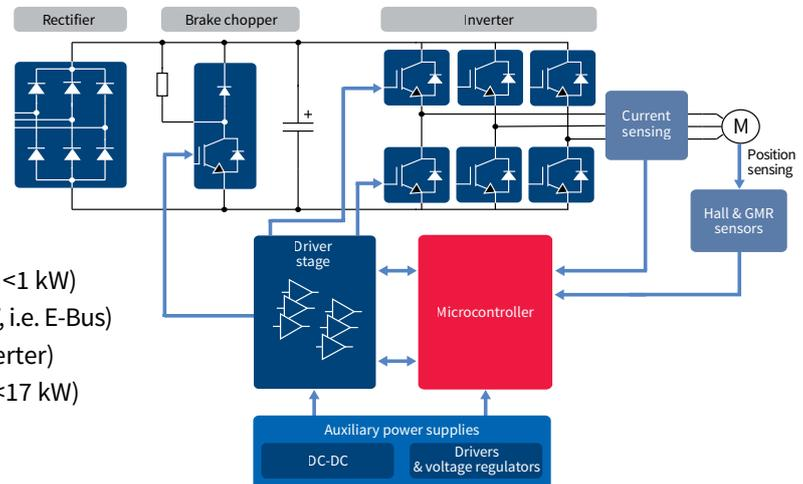 Rectifier
Brake chopper
Inverter
+
Current
sensing
M
Position
sensing
Hall & GMR
sensors
Driver
stage
Microcontroller
<1 kW)
, i.e. E-Bus)
erter)
<17 kW)
Auxiliary power supplies
DC-DC
Drivers
& voltage regulators